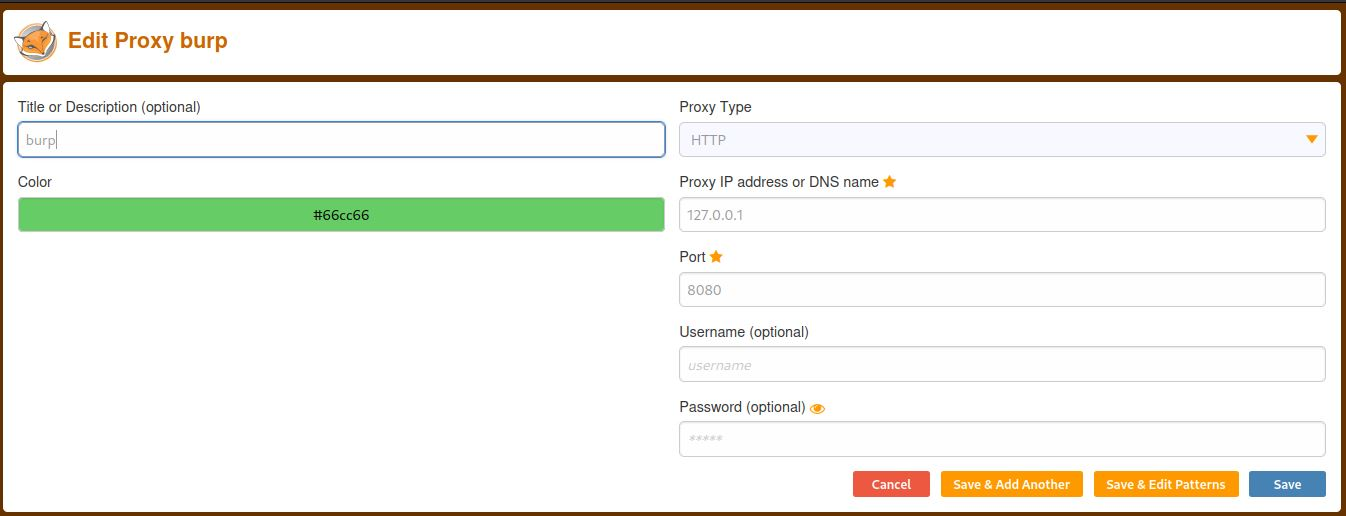 Edit Proxy burp
Title or Description (optional)
burp
Color
#66cc66
Proxy Type
HTTP
Proxy IP address or DNS name
127.0.0.1
Port
8080
Username (optional)
username
Password (optional)
*****
Cancel
Save & Add Another
Save & Edit Patterns
Save